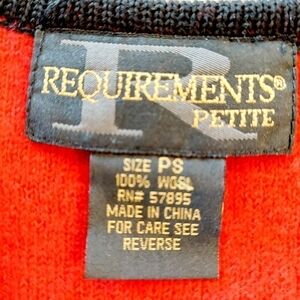 R
REQUIREMENTS®
PETITE
SIZE PS
100% WOOL
RN# 57895
MADE IN CHINA
FOR CARE SEE
REVERSE